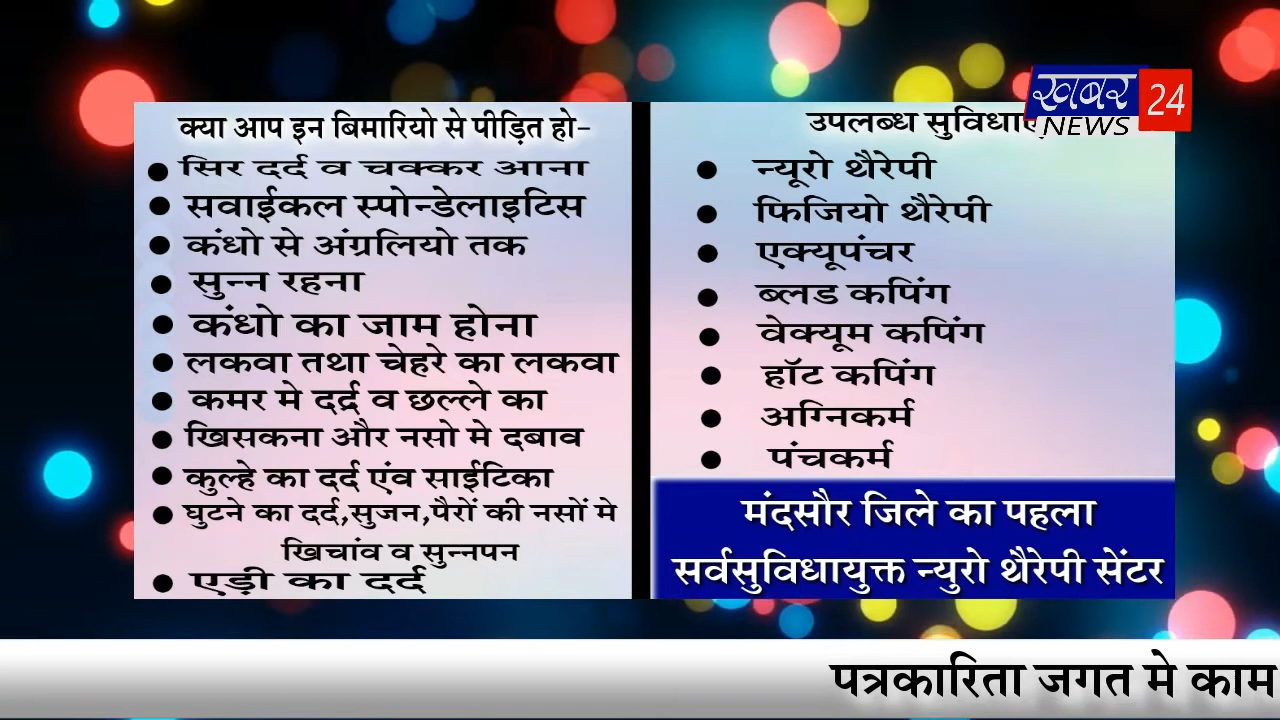 क्या आप इन बिमारियो से पीड़ित हो-
● सिर दर्द व चक्कर आना
● सवाईकल स्पोन्डेलाइटिस
● कंधो से अंग्रलियो तक
● सुन्न रहना
● कंधो का जाम होना
● लकवा तथा चेहरे का लकवा
● कमर मे दर्द्र व छल्ले का
● खिसकना और नसो मे दबाव
● कुल्हे का दर्द एंव साईटिका
● घुटने का दर्द,सुजन,पैरों की नसों मे
खिचांव व सुन्नपन
● एड़ी का दर्द
उपलब्ध
● न्यूरो थैरेपी
● फिजियो थैरेपी
● एक्यूपंचर
● ब्लड कपिंग
● वेक्यूम कपिंग
● हॉट कपिंग
● अग्निकर्म
● पंचकर्म
मंदसौर जिले का पहला
सर्वसुविधायुक्त न्युरो थैरेपी सेंटर
खबर 24
NEWS
पत्रकारिता जगत मे काम